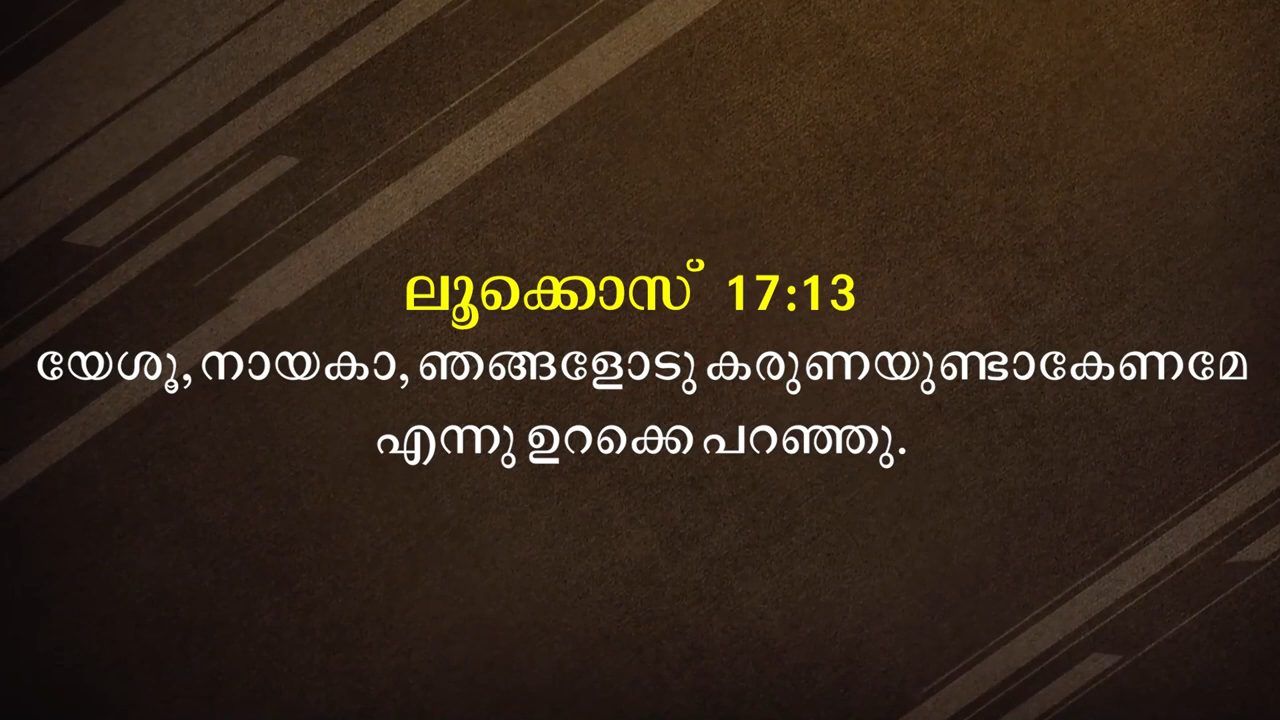 ലൂക്കൊസ് 17:13
യേശൂ, നായകാ, ഞങ്ങളോടു കരുണയുണ്ടാകേണമേ
എന്നു ഉറക്കെ പറഞ്ഞു.